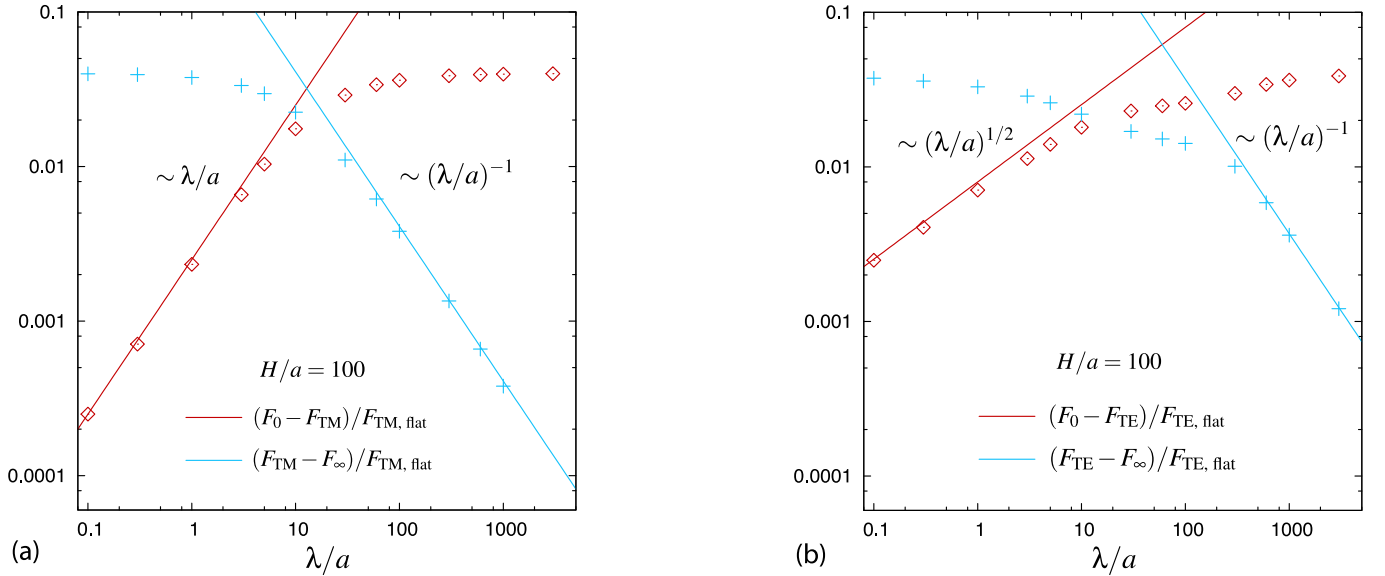 0.1
0.01
0.001
0.0001
0.1 1 10 100 1000
λ/a
(a)
~ λ/a
~ (λ/a)⁻¹
H/a = 100
(F₀ − F_TM)/F_TM, flat
(F_TM − F_∞)/F_TM, flat
0.1
0.01
0.001
0.0001
0.1 1 10 100 1000
λ/a
(b)
~ (λ/a)^1/2
~ (λ/a)⁻¹
H/a = 100
(F₀ − F_TE)/F_TE, flat
(F_TE − F_∞)/F_TE, flat